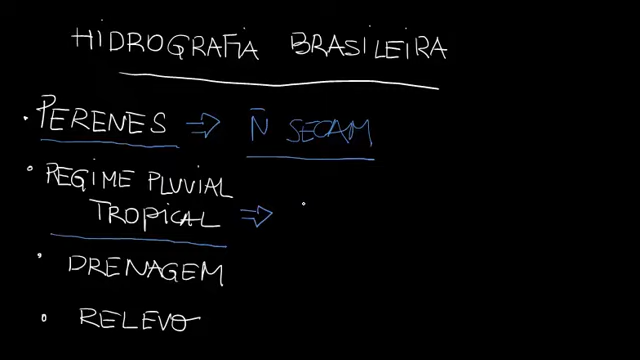 HIDROGRAFIA BRASILEIRA
• PERENES ⇒ N̄ SECAM
• REGIME PLUVIAL
TROPICAL ⇒
• DRENAGEM
• RELEVO